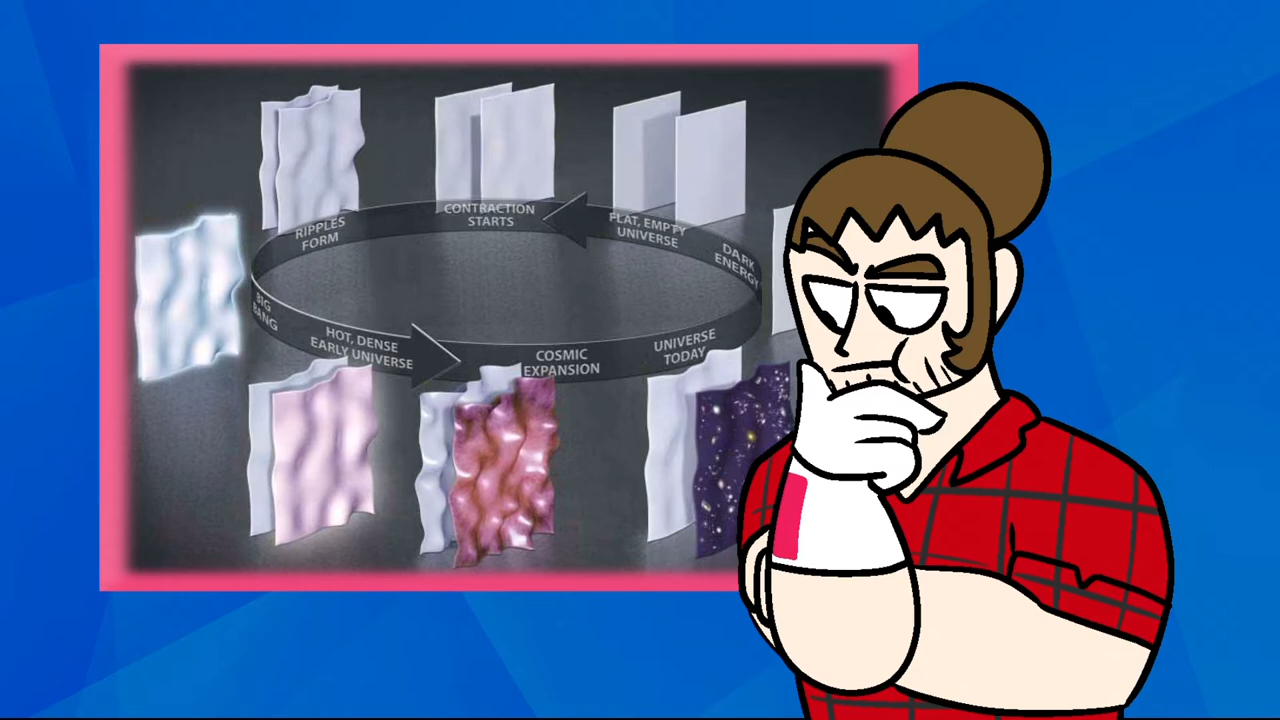 CONTRACTION
STARTS
FLAT, EMPTY
UNIVERSE
RIPPLES
FORM
DARK
ENERGY
BIG
BANG
HOT, DENSE
EARLY UNIVERSE
COSMIC
EXPANSION
UNIVERSE
TODAY